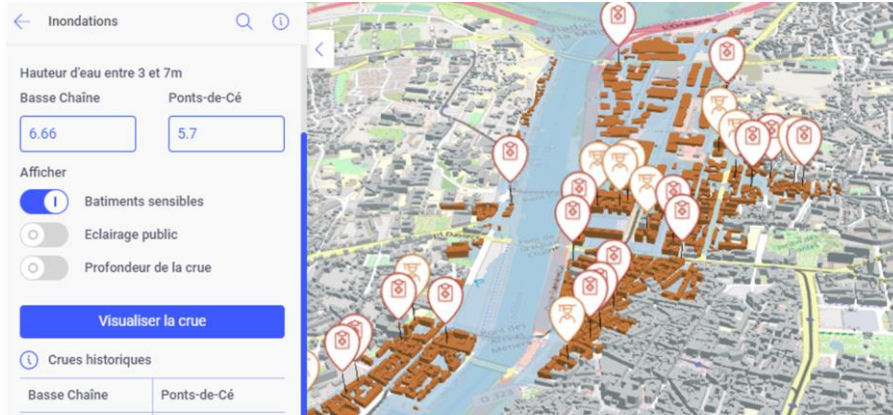 Inondations
Hauteur d'eau entre 3 et 7m
Basse Chaîne Ponts-de-Cé
6.66 5.7
Afficher
Batiments sensibles
Eclairage public
Profondeur de la crue
Visualiser la crue
Crues historiques
Basse Chaîne Ponts-de-Cé
D 323